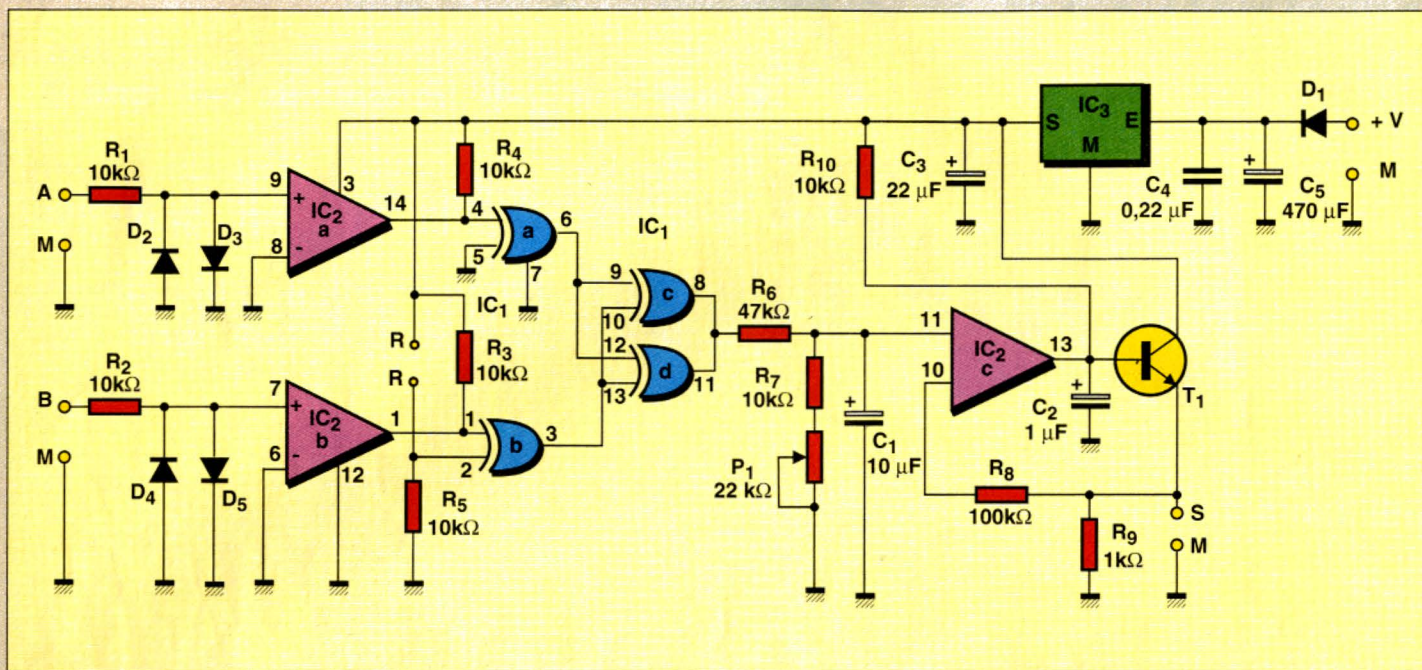 R1
10kΩ
A
M
D2
D3
9
+
8
-
IC2
a
3
14
R4
10kΩ
4
5
a
6
7
IC1
R2
10kΩ
B
M
D4
D5
7
+
6
-
IC2
b
12
1
R
R
R3
10kΩ
IC1
1
2
b
3
R5
10kΩ
9
10
c
8
12
13
d
11
R6
47kΩ
R7
10kΩ
P1
22 kΩ
+
C1
10 µF
R10
10kΩ
+
C3
22 µF
S
IC3
E
M
C4
0,22 µF
+
C5
470 µF
D1
+ V
M
11
10
IC2
c
13
+
C2
1 µF
T1
R8
100kΩ
R9
1kΩ
S
M